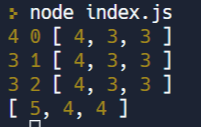 > node index.js
4 0 [ 4, 3, 3 ]
3 1 [ 4, 3, 3 ]
3 2 [ 4, 3, 3 ]
[ 5, 4, 4 ]